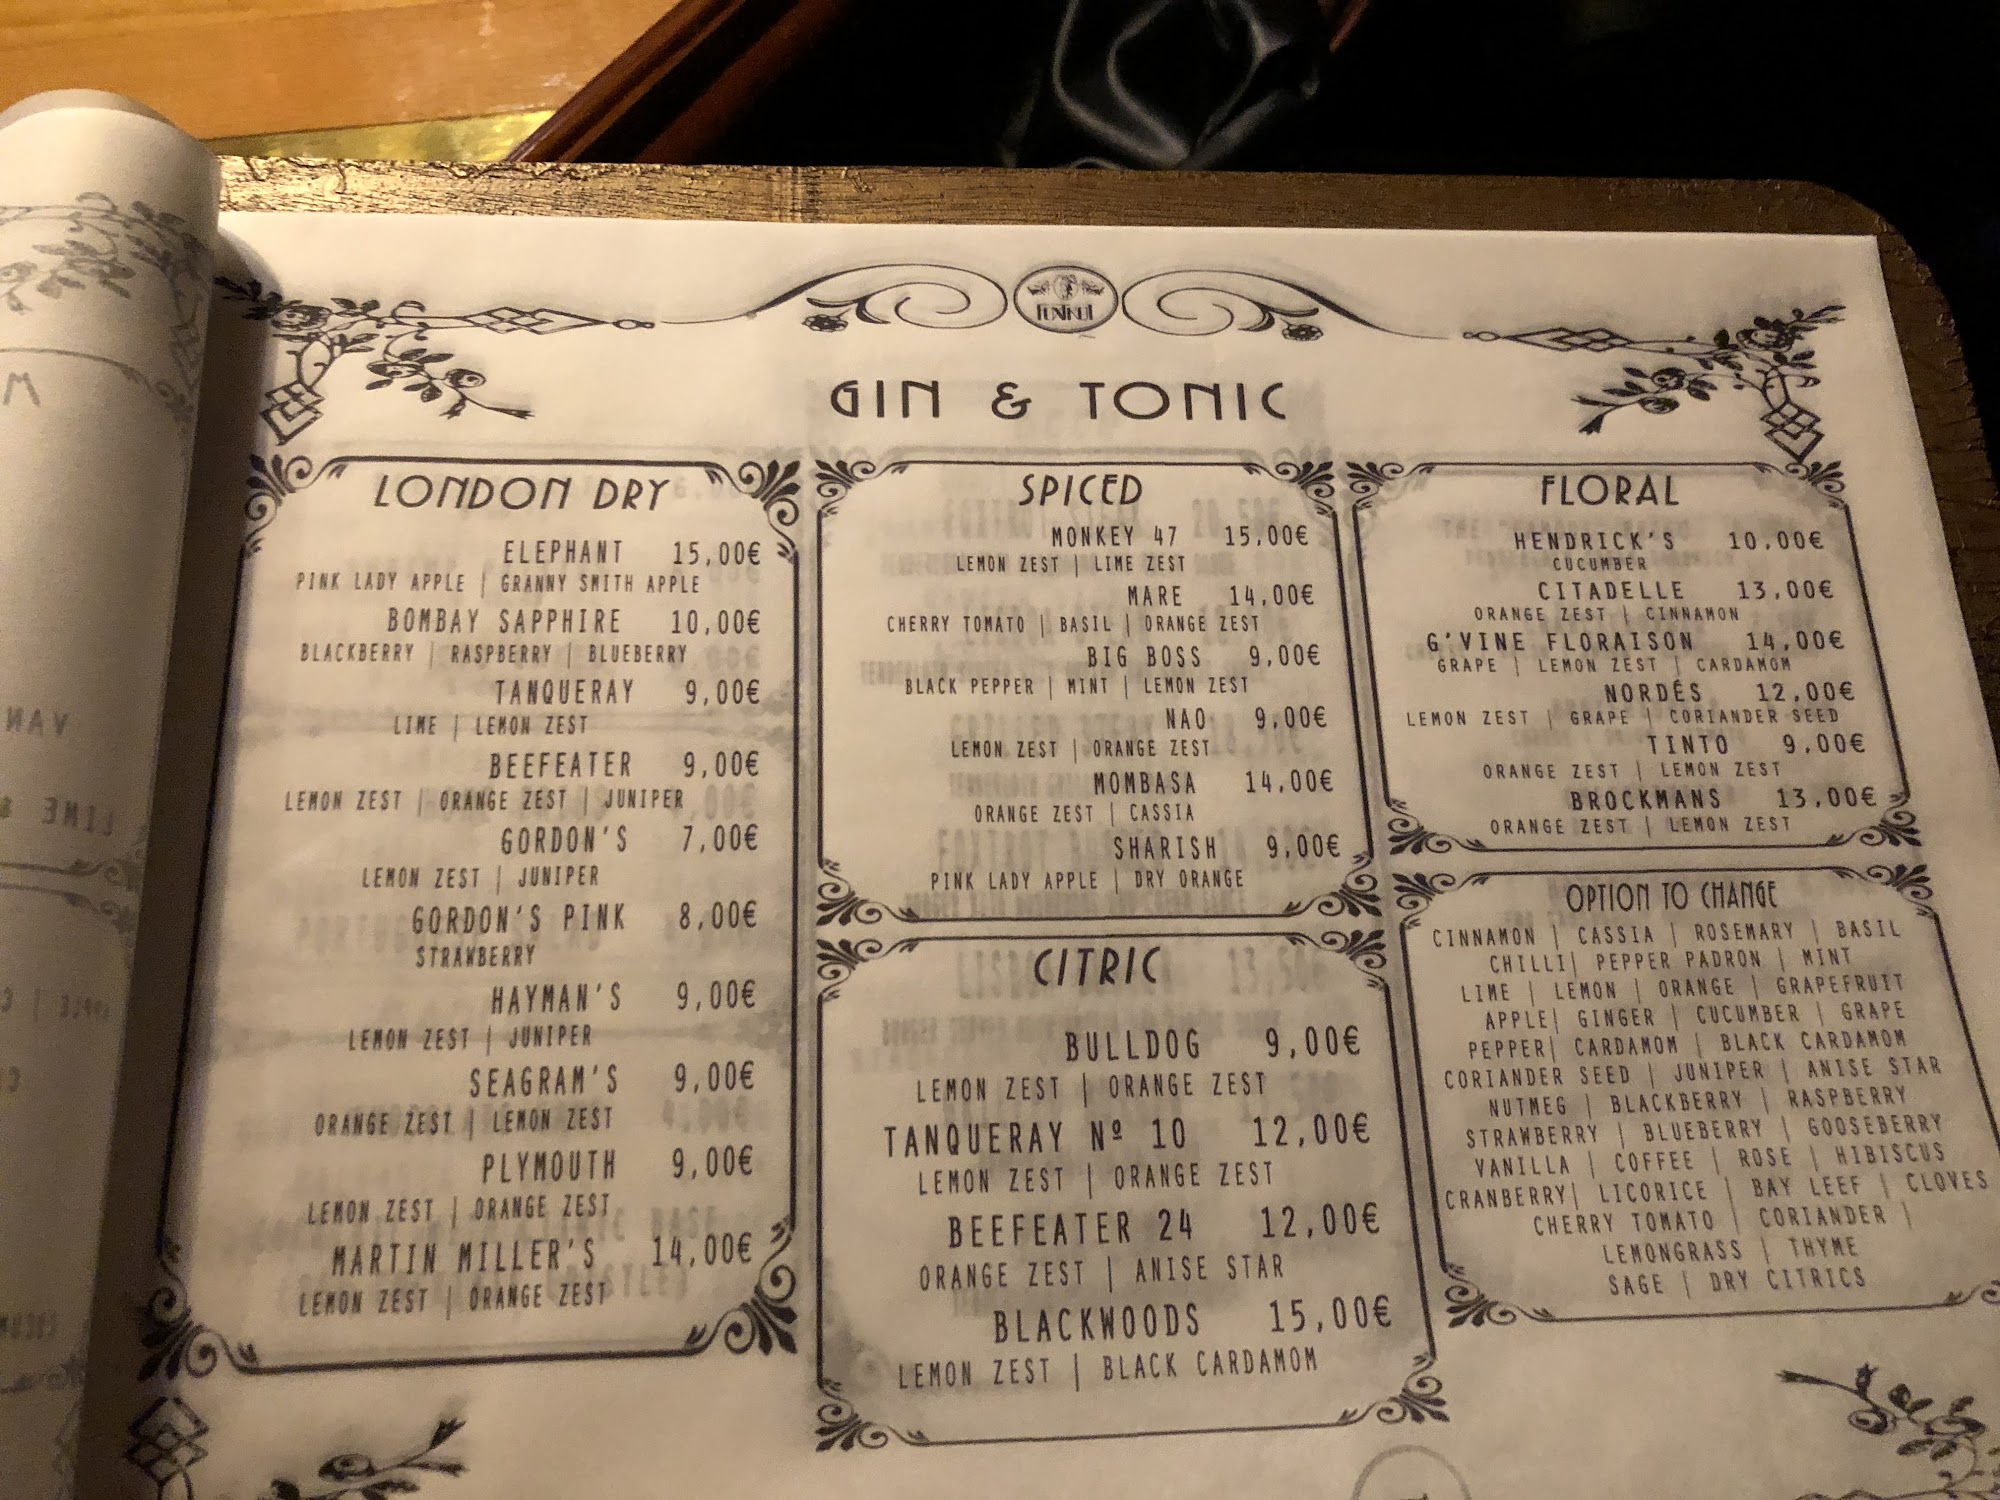 FOXTROT
GIN & TONIC
LONDON DRY
ELEPHANT 15,00€
PINK LADY APPLE | GRANNY SMITH APPLE
BOMBAY SAPPHIRE 10,00€
BLACKBERRY | RASPBERRY | BLUEBERRY
TANQUERAY 9,00€
LIME | LEMON ZEST
BEEFEATER 9,00€
LEMON ZEST | ORANGE ZEST | JUNIPER
GORDON'S 7,00€
LEMON ZEST | JUNIPER
GORDON'S PINK 8,00€
STRAWBERRY
HAYMAN'S 9,00€
LEMON ZEST | JUNIPER
SEAGRAM'S 9,00€
ORANGE ZEST | LEMON ZEST
PLYMOUTH 9,00€
LEMON ZEST | ORANGE ZEST
MARTIN MILLER'S 14,00€
LEMON ZEST | ORANGE ZEST
SPICED
MONKEY 47 15,00€
LEMON ZEST | LIME ZEST
MARE 14,00€
CHERRY TOMATO | BASIL | ORANGE ZEST
BIG BOSS 9,00€
BLACK PEPPER | MINT | LEMON ZEST
NAO 9,00€
LEMON ZEST | ORANGE ZEST
MOMBASA 14,00€
ORANGE ZEST | CASSIA
SHARISH 9,00€
PINK LADY APPLE | DRY ORANGE
CITRIC
BULLDOG 9,00€
LEMON ZEST | ORANGE ZEST
TANQUERAY Nº 10 12,00€
LEMON ZEST | ORANGE ZEST
BEEFEATER 24 12,00€
ORANGE ZEST | ANISE STAR
BLACKWOODS 15,00€
LEMON ZEST | BLACK CARDAMOM
FLORAL
HENDRICK'S 10,00€
CUCUMBER
CITADELLE 13,00€
ORANGE ZEST | CINNAMON
G'VINE FLORAISON 14,00€
GRAPE | LEMON ZEST | CARDAMOM
NORDÉS 12,00€
LEMON ZEST | GRAPE | CORIANDER SEED
TINTO 9,00€
ORANGE ZEST | LEMON ZEST
BROCKMANS 13,00€
ORANGE ZEST | LEMON ZEST
OPTION TO CHANGE
CINNAMON | CASSIA | ROSEMARY | BASIL
CHILLI| PEPPER PADRON | MINT
LIME | LEMON | ORANGE | GRAPEFRUIT
APPLE| GINGER | CUCUMBER | GRAPE
PEPPER| CARDAMOM | BLACK CARDAMOM
CORIANDER SEED | JUNIPER | ANISE STAR
NUTMEG | BLACKBERRY | RASPBERRY
STRAWBERRY | BLUEBERRY | GOOSEBERRY
VANILLA | COFFEE | ROSE | HIBISCUS
CRANBERRY| LICORICE | BAY LEEF | CLOVES
CHERRY TOMATO | CORIANDER |
LEMONGRASS | THYME
SAGE | DRY CITRICS